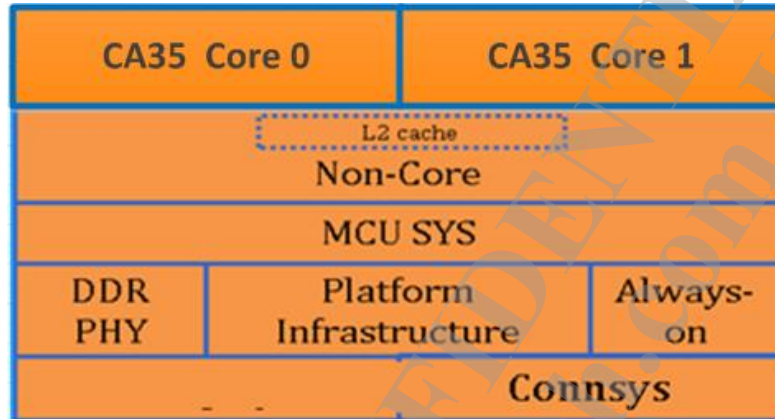 CA35 Core 0
CA35 Core 1
L2 cache
Non-Core
MCU SYS
DDR
PHY
Platform
Infrastructure
Always-
on
Connsys